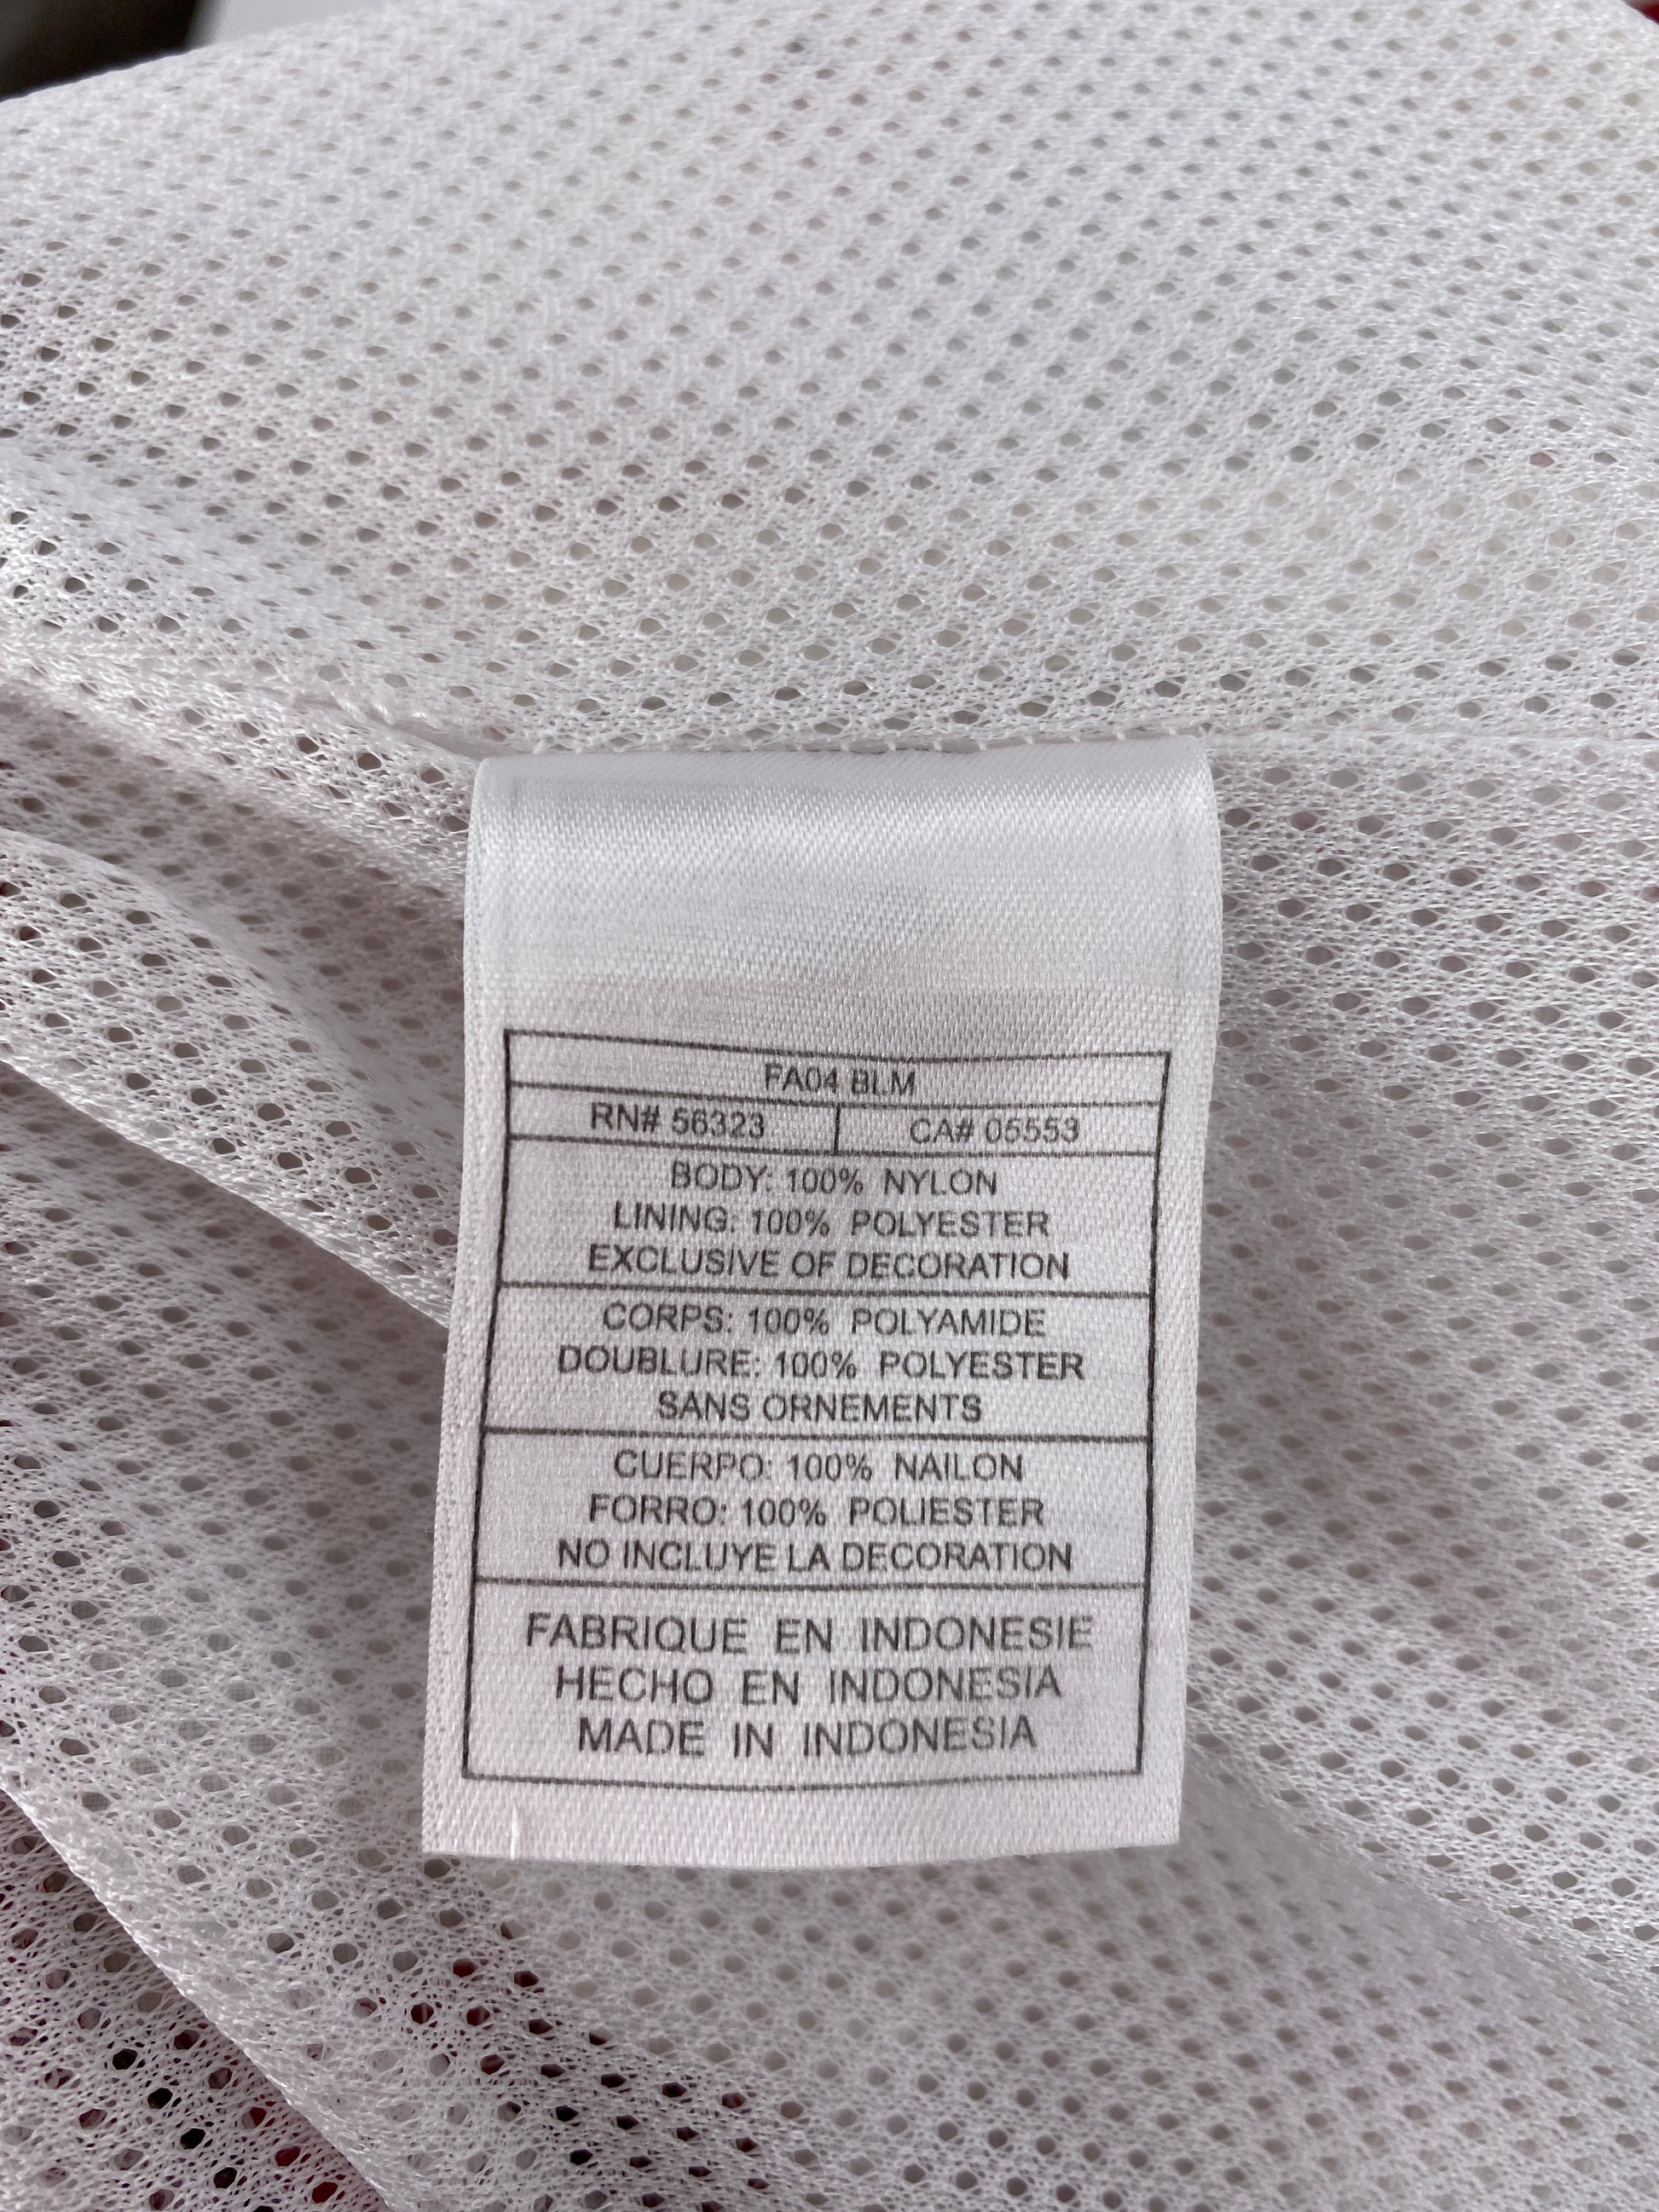 FA04 BLM
RN# 56323 CA# 05553
BODY: 100% NYLON
LINING: 100% POLYESTER
EXCLUSIVE OF DECORATION
CORPS: 100% POLYAMIDE
DOUBLURE: 100% POLYESTER
SANS ORNEMENTS
CUERPO: 100% NAILON
FORRO: 100% POLIESTER
NO INCLUYE LA DECORATION
FABRIQUE EN INDONESIE
HECHO EN INDONESIA
MADE IN INDONESIA